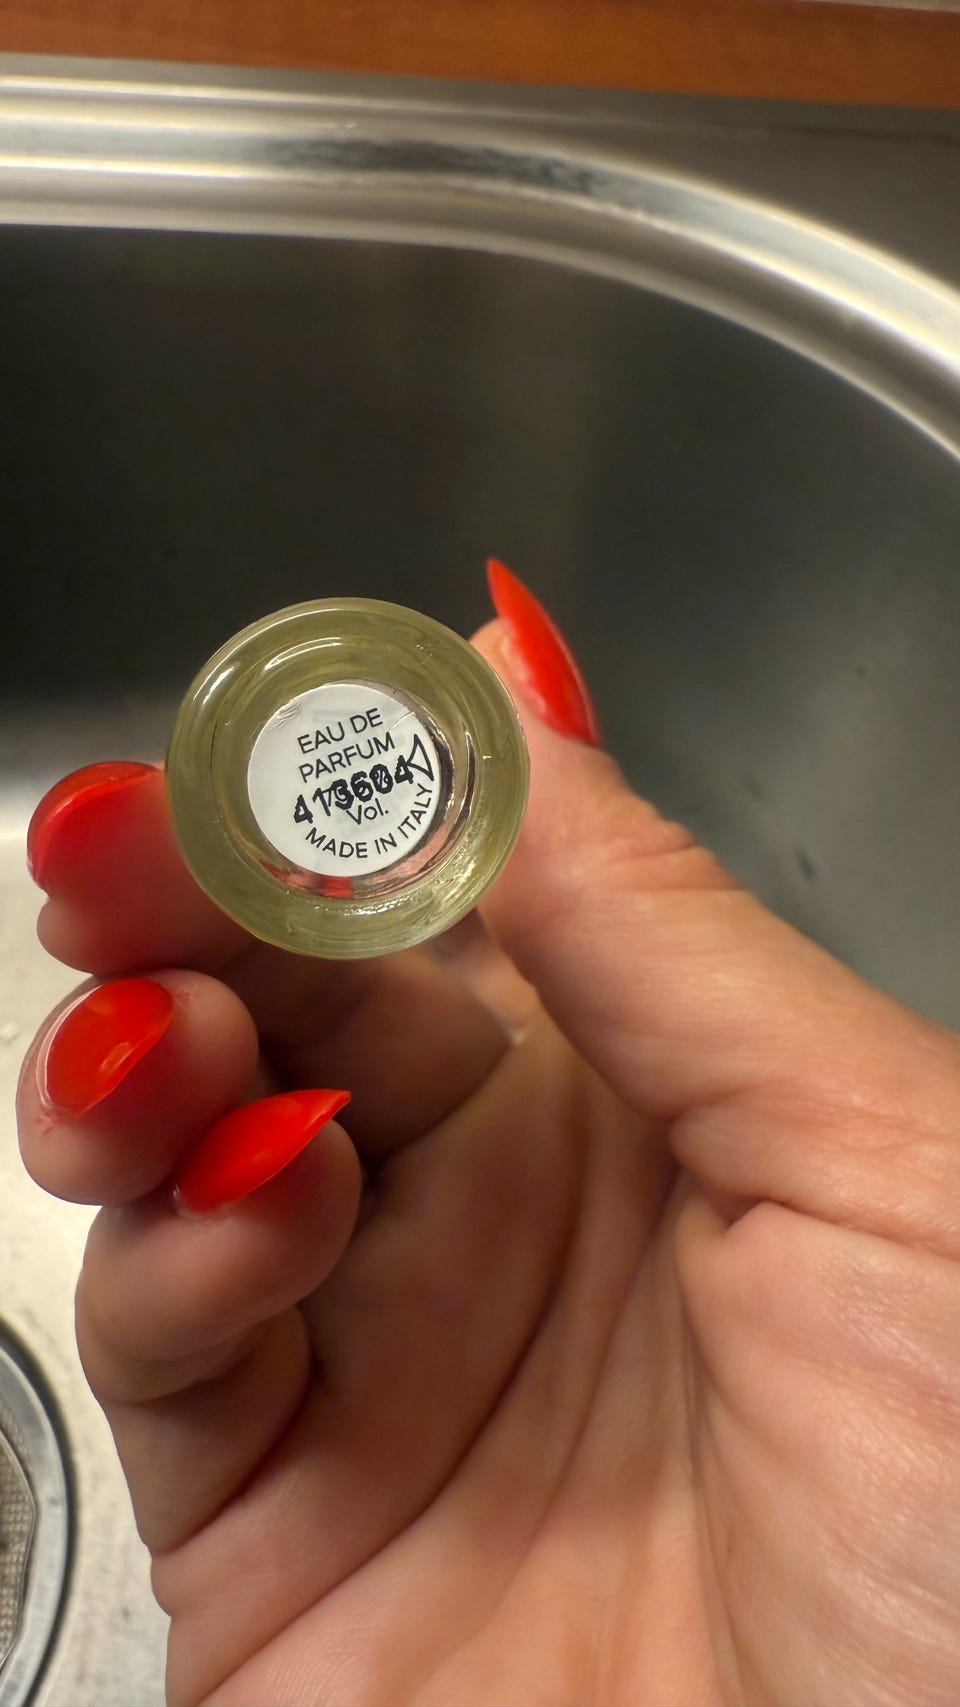 EAU DE
PARFUM
Vol.
MADE IN ITALY